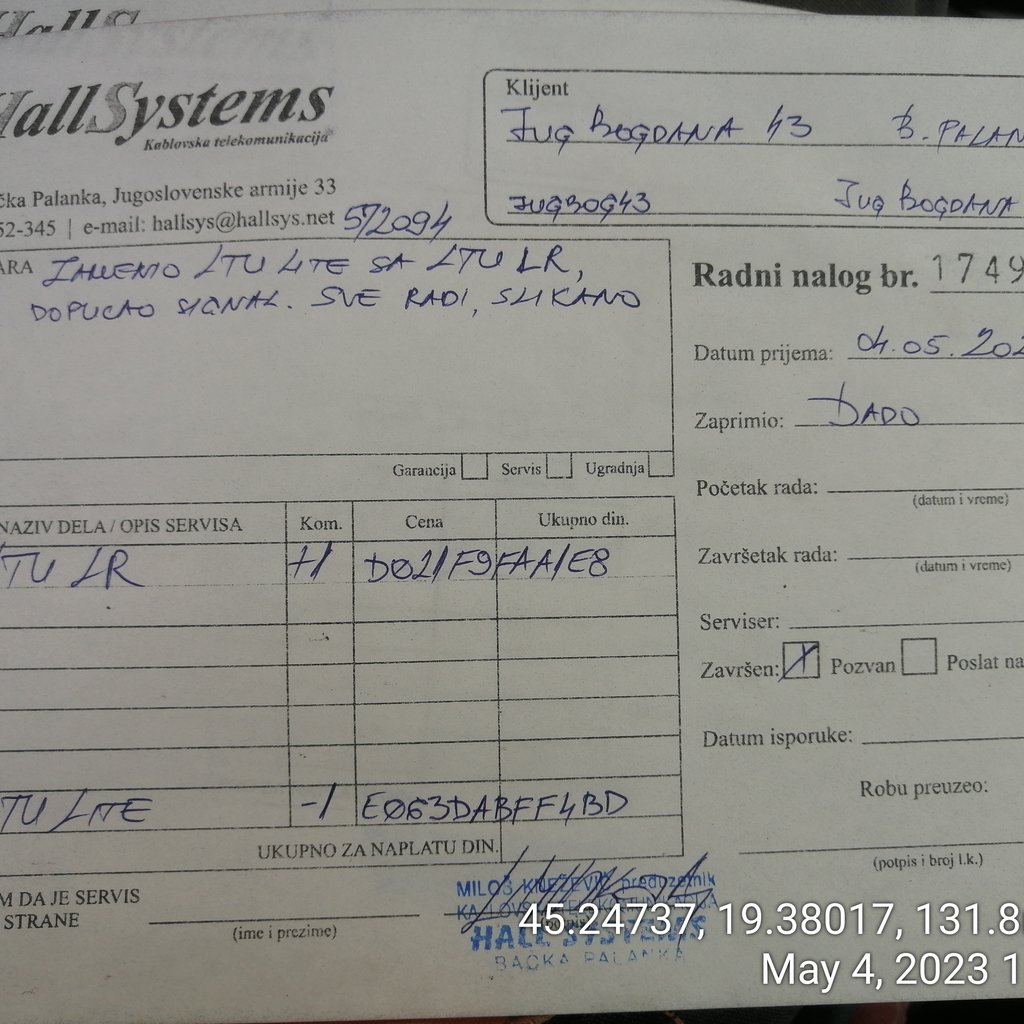 HallSystems
Kablovska telekomunikacija
čka Palanka, Jugoslovenske armije 33
52-345 | e-mail: hallsys@hallsys.net 572094
Klijent
JUG BOGDANA 43 B. PALAN
JUGBOG43 JUG BOGDANA
ARA ZAMENIO LTU LITE SA LTU LR,
DOPUCAO SIGNAL. SVE RADI, SLIKANO
Garancija Servis Ugradnja
Radni nalog br. 1749
Datum prijema: 04.05.202
Zaprimio: DADO
Početak rada:
(datum i vreme)
Završetak rada:
(datum i vreme)
Serviser:
Završen: X Pozvan Poslat na
Datum isporuke:
Robu preuzeo:
(potpis i broj l.k.)
NAZIV DELA / OPIS SERVISA Kom. Cena Ukupno din.
TU LR +1 D021F9FAA1E8
TU LITE -1 E063DABFF4BD
UKUPNO ZA NAPLATU DIN.
M DA JE SERVIS
STRANE
(ime i prezime)
MILOŠ KNEŽEVIĆ preduzetnik
HALL SYSTEMS
BAČKA PALANKA
45.24737, 19.38017, 131.8
May 4, 2023 1